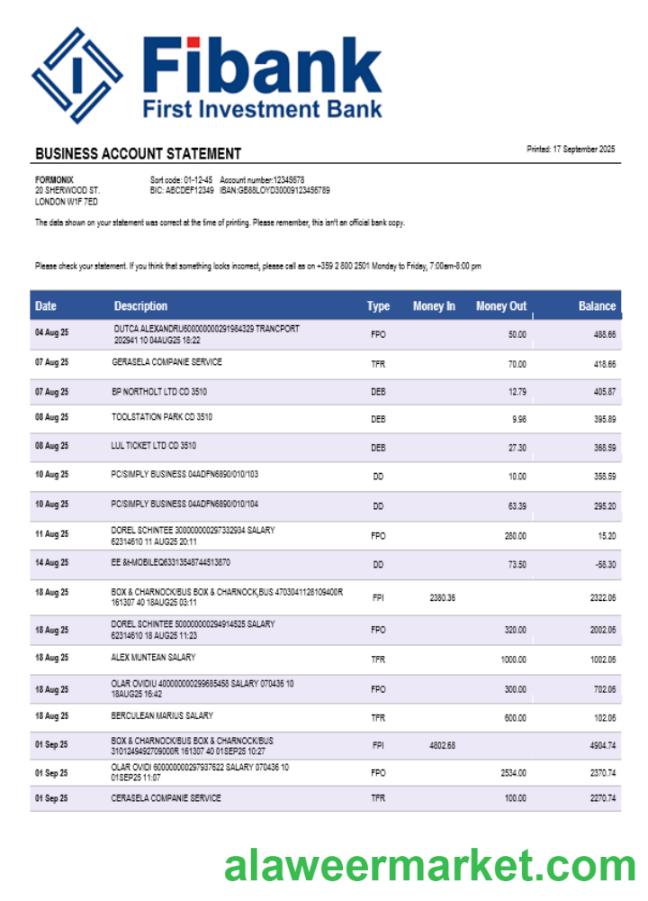 Fibank
First Investment Bank
BUSINESS ACCOUNT STATEMENT
Printed: 17 September 2025
FORMONIX
20 SHERWOOD ST.
LONDON W1F 7ED
Sort code: 01-12-45 Account number:12345678
BIC: ABCDEF12349 IBAN:GB88LOYD30009123456789
The data shown on your statement was correct at the time of printing. Please remember, this isn't an official bank copy.
Please check your statement. If you think that something looks incorrect, please call as on +359 2 800 2501 Monday to Friday, 7:00am-8:00 pm
Date Description Type Money In Money Out Balance
04 Aug 25 DUTCA ALEXANDRU600000000291984329 TRANCPORT FPO 50.00 488.66
202941 10 04AUG25 18:22
07 Aug 25 GERASELA COMPANIE SERVICE TFR 70.00 418.66
07 Aug 25 BP NORTHOLT LTD CD 3510 DEB 12.79 405.87
08 Aug 25 TOOLSTATION PARK CD 3510 DEB 9.98 395.89
08 Aug 25 LUL TICKET LTD CD 3510 DEB 27.30 368.59
10 Aug 25 PC/SIMPLY BUSINESS 04ADFN6890/010/103 DD 10.00 358.59
10 Aug 25 PC/SIMPLY BUSINESS 04ADFN6890/010/104 DD 63.39 295.20
11 Aug 25 DOREL SCHINTEE 300000000297332934 SALARY FPO 280.00 15.20
62314610 11 AUG25 20:11
14 Aug 25 EE &t-MOBILEQ63313548744513870 DD 73.50 -58.30
18 Aug 25 BOX & CHARNOCK/BUS BOX & CHARNOCK,BUS 4703041128109400R FPI 2380.36 2322.06
161307 40 18AUG25 03:11
18 Aug 25 DOREL SCHINTEE 500000000294914525 SALARY FPO 320.00 2002.06
62314610 18 AUG25 11:23
18 Aug 25 ALEX MUNTEAN SALARY TFR 1000.00 1002.06
18 Aug 25 OLAR OVIDIU 400000000299685458 SALARY 070436 10 FPO 300.00 702.06
18AUG25 16:42
18 Aug 25 BERCULEAN MARIUS SALARY TFR 600.00 102.06
01 Sep 25 BOX & CHARNOCK/BUS BOX & CHARNOCK/BUS FPI 4802.68 4904.74
3101249492709000R 161307 40 01SEP25 10:27
01 Sep 25 OLAR OVIDI 600000000297937622 SALARY 070436 10 FPO 2534.00 2370.74
01SEP25 11:07
01 Sep 25 CERASELA COMPANIE SERVICE TFR 100.00 2270.74
alaweermarket.com